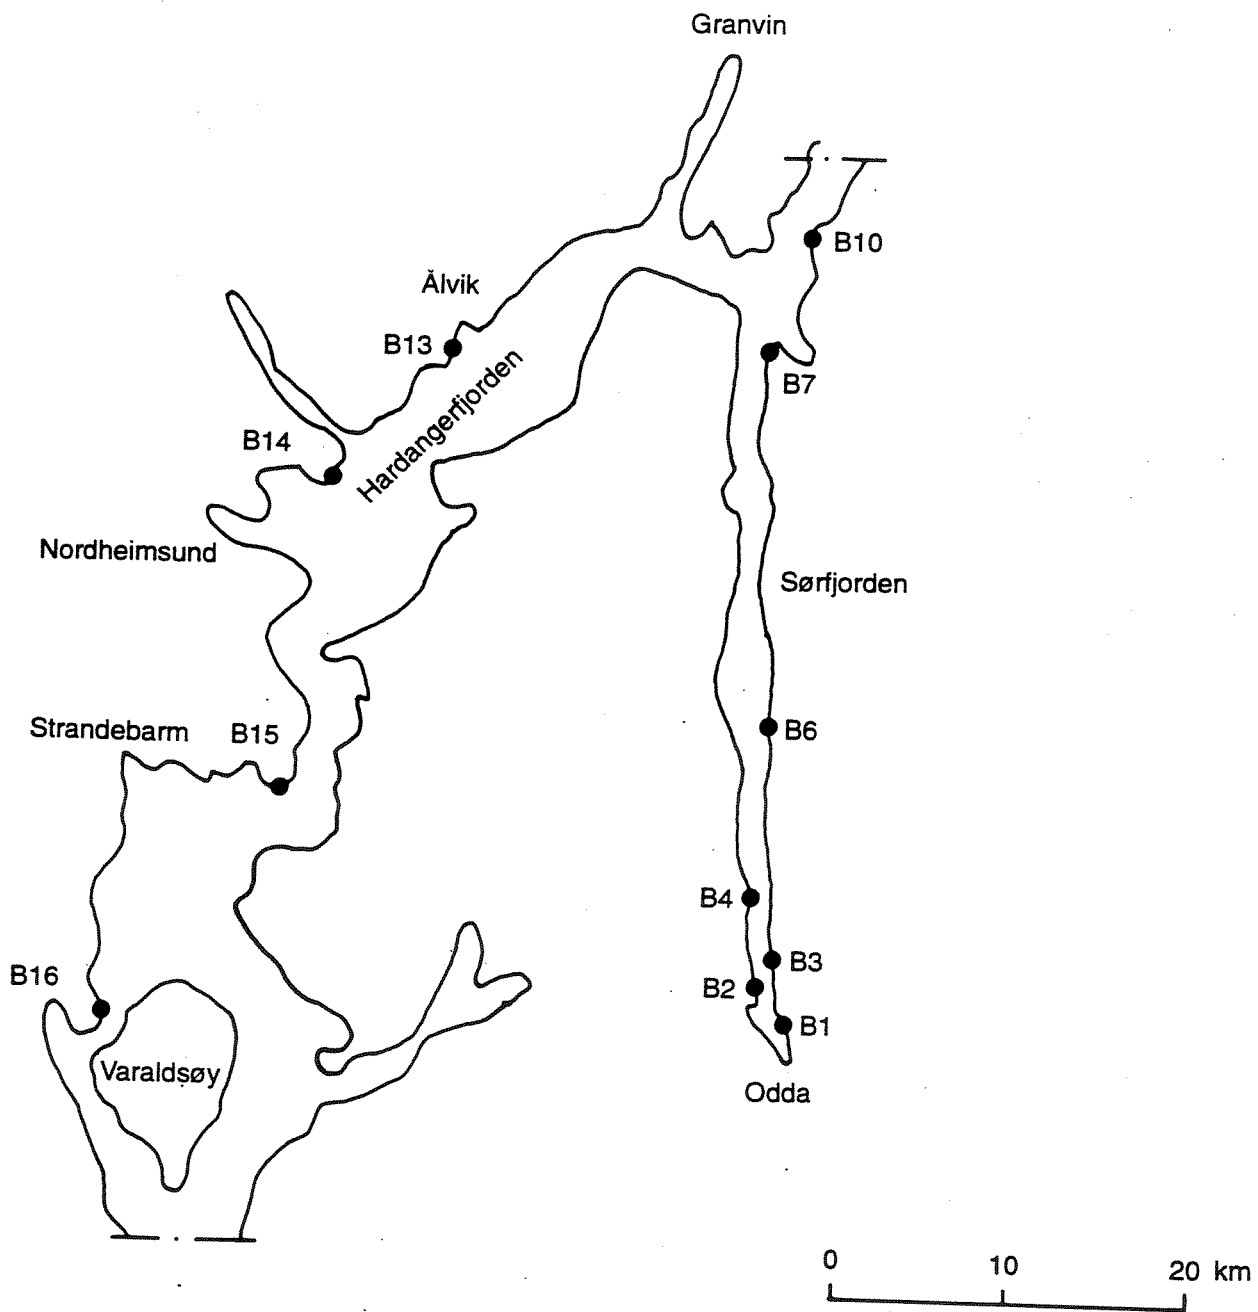 Granvin
B10
Ålvik
B13
B7
Hardangerfjorden
B14
Nordheimsund
Sørfjorden
Strandebarm
B15
B6
B4
B3
B16
B2
B1
Varaldsøy
Odda
0
10
20 km